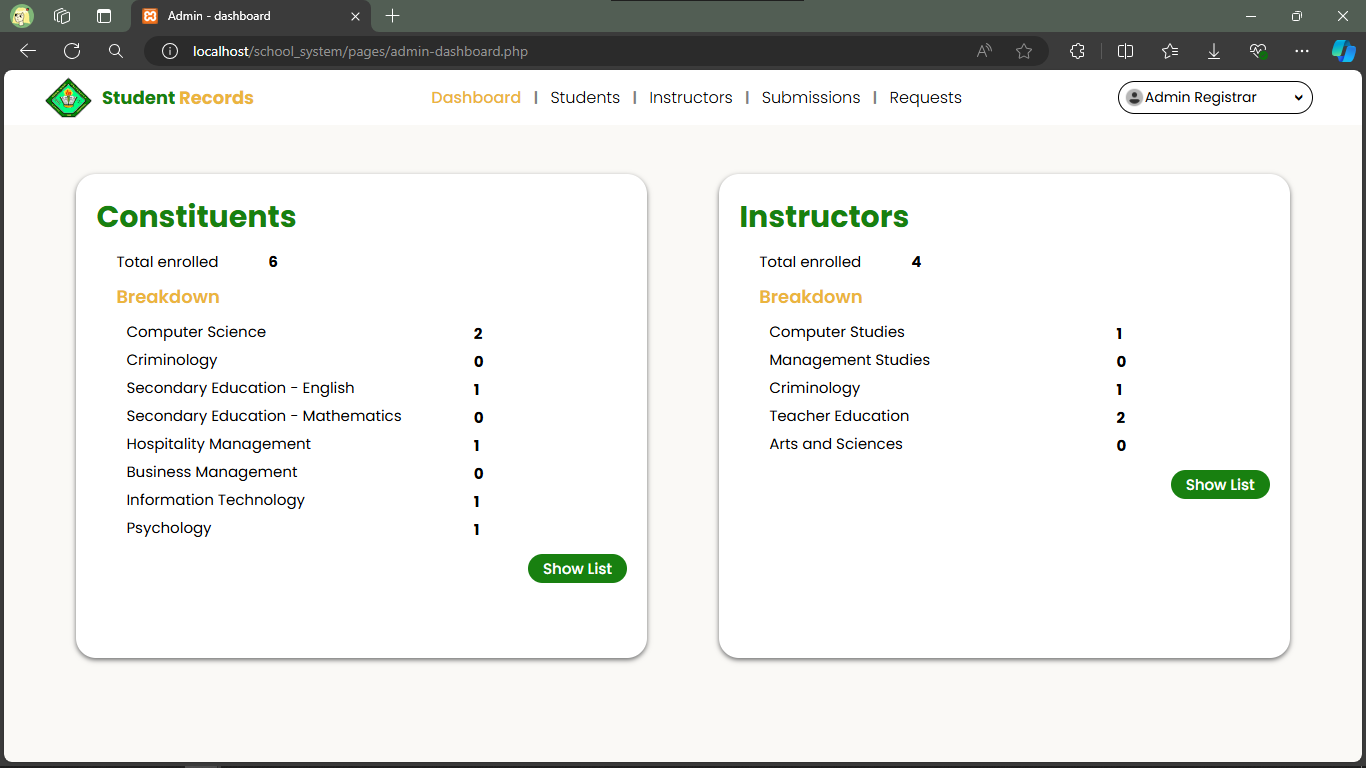 Admin - dashboard
localhost/school_system/pages/admin-dashboard.php
Student Records
Dashboard | Students | Instructors | Submissions | Requests
Admin Registrar
Constituents
Total enrolled 6
Breakdown
Computer Science 2
Criminology 0
Secondary Education - English 1
Secondary Education - Mathematics 0
Hospitality Management 1
Business Management 0
Information Technology 1
Psychology 1
Show List
Instructors
Total enrolled 4
Breakdown
Computer Studies 1
Management Studies 0
Criminology 1
Teacher Education 2
Arts and Sciences 0
Show List